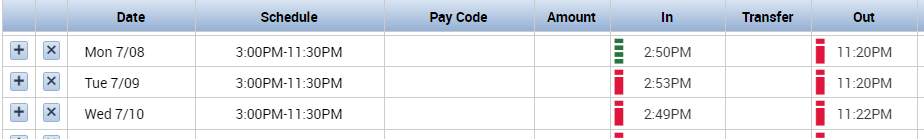 Date Schedule Pay Code Amount In Transfer Out
+ × Mon 7/08 3:00PM-11:30PM 2:50PM 11:20PM
+ × Tue 7/09 3:00PM-11:30PM 2:53PM 11:20PM
+ × Wed 7/10 3:00PM-11:30PM 2:49PM 11:22PM